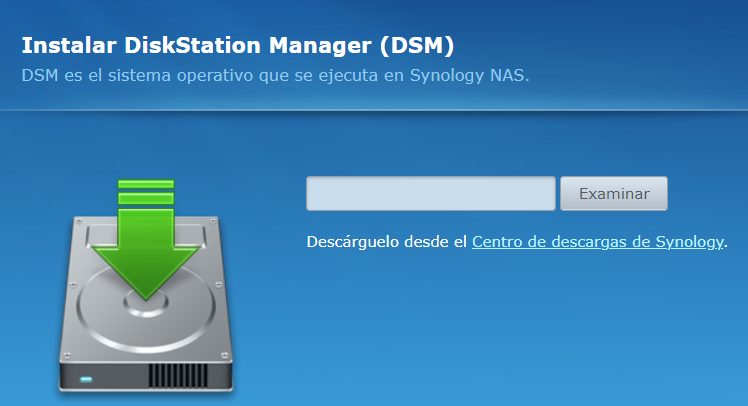 Instalar DiskStation Manager (DSM)
DSM es el sistema operativo que se ejecuta en Synology NAS.
Examinar
Descárguelo desde el Centro de descargas de Synology.